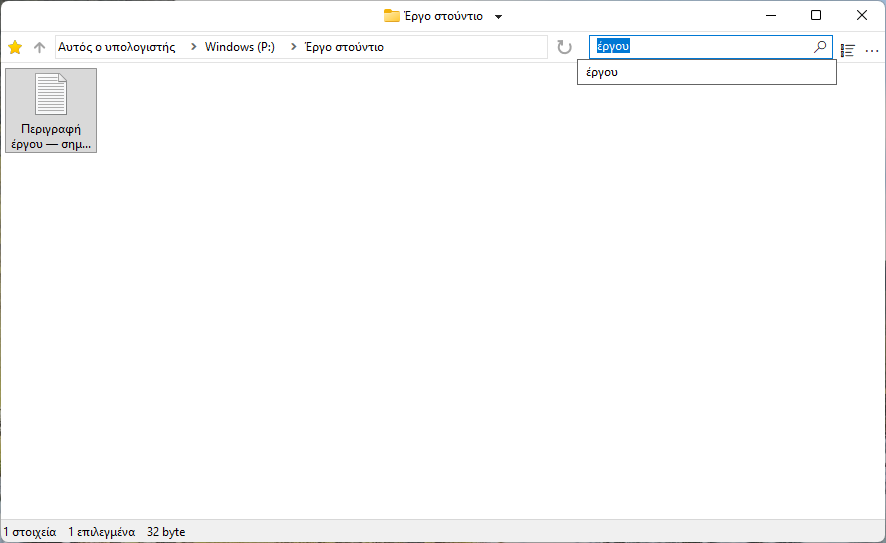 Έργο στούντιο
Αυτός ο υπολογιστής Windows (P:) Έργο στούντιο
έργου
έργου
Περιγραφή
έργου — σημ...
1 στοιχεία 1 επιλεγμένα 32 byte